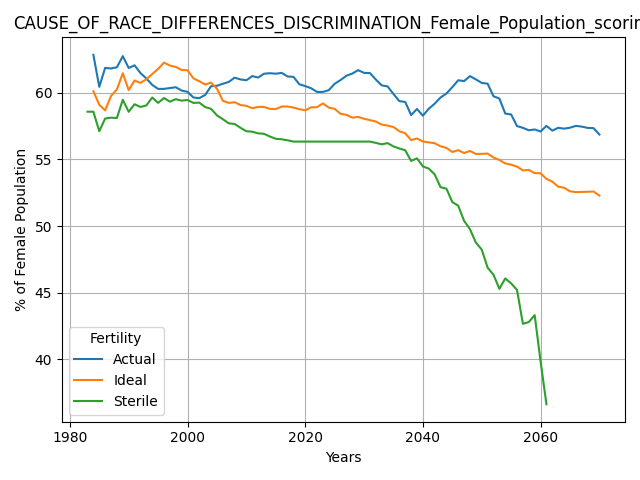 CAUSE_OF_RACE_DIFFERENCES_DISCRIMINATION_Female_Population_scorin
% of Female Population
60
55
50
45
40
Fertility
Actual
Ideal
Sterile
1980 2000 2020 2040 2060
Years